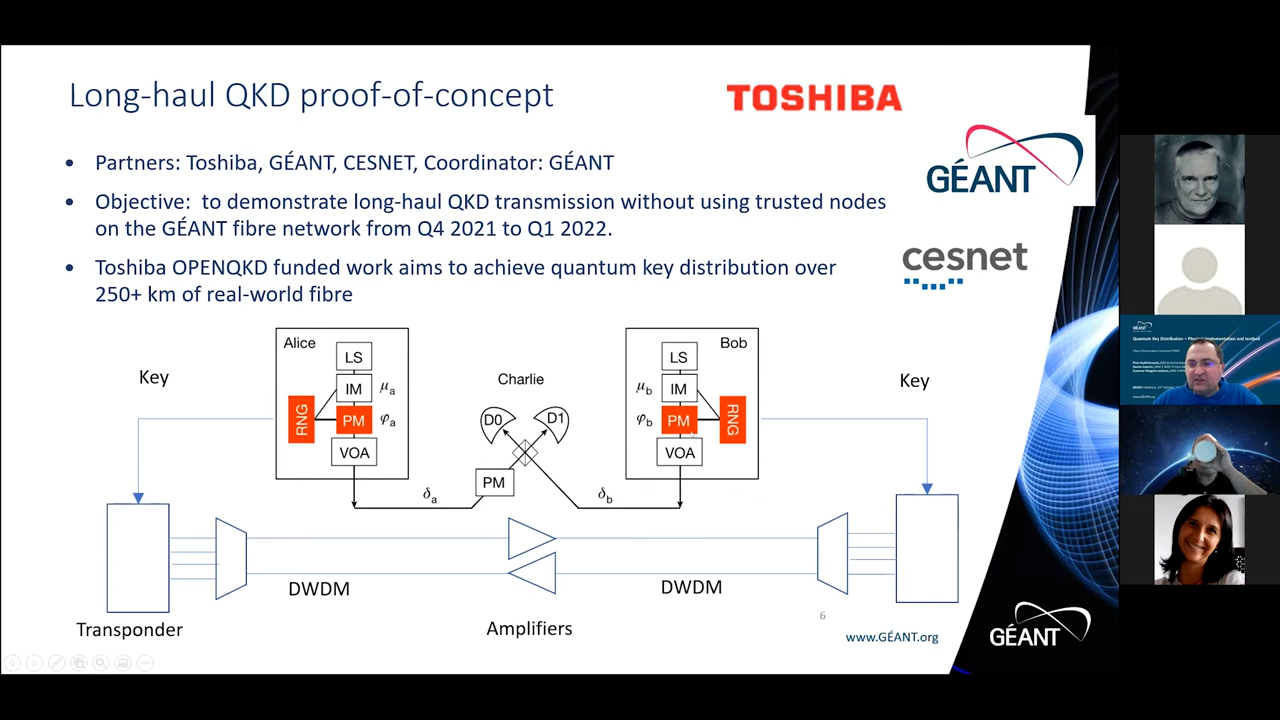 Long-haul QKD proof-of-concept
TOSHIBA
GÉANT
cesnet
• Partners: Toshiba, GÉANT, CESNET, Coordinator: GÉANT
• Objective:  to demonstrate long-haul QKD transmission without using trusted nodes
on the GÉANT fibre network from Q4 2021 to Q1 2022.
• Toshiba OPENQKD funded work aims to achieve quantum key distribution over
250+ km of real-world fibre
Key
Alice
LS
IM
μa
RNG
PM
φa
VOA
δa
Charlie
D0
D1
PM
δb
Bob
LS
μb
IM
φb
PM
RNG
VOA
Key
DWDM
DWDM
Transponder
Amplifiers
6
www.GÉANT.org
GÉANT
GÉANT
Quantum Key Distribution –